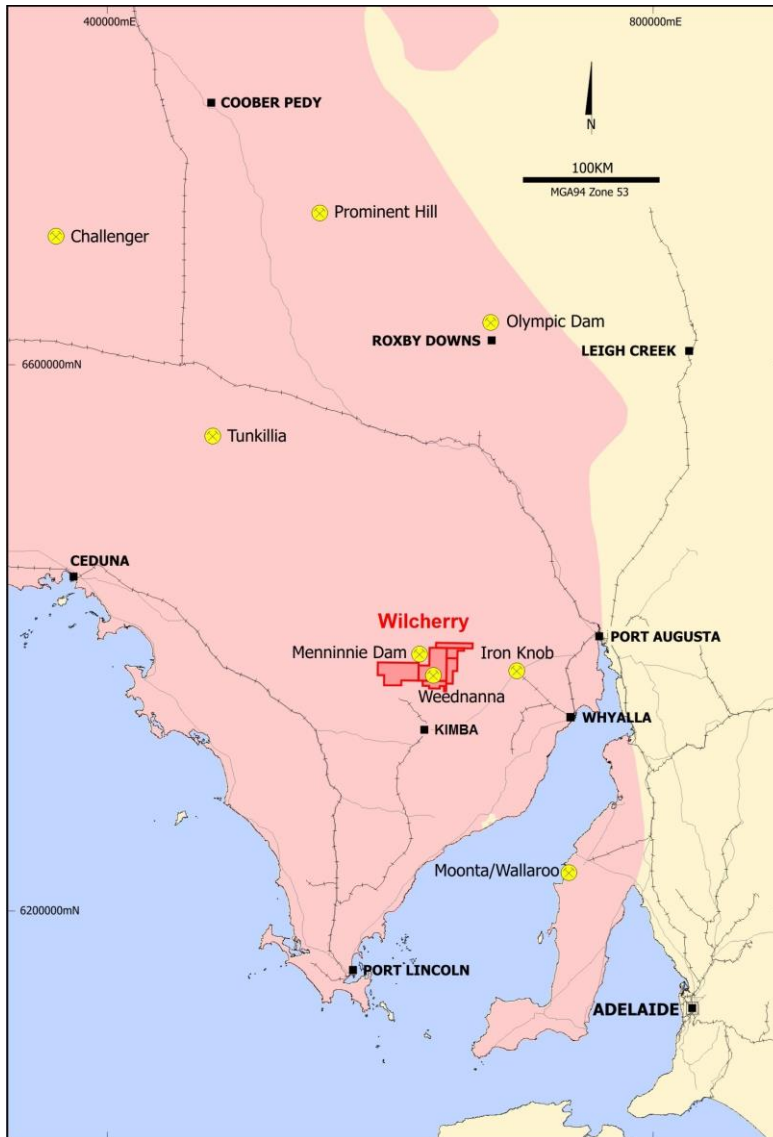 400000mE
800000mE
COOBER PEDY
N
100KM
MGA94 Zone 53
Prominent Hill
Challenger
Olympic Dam
ROXBY DOWNS
LEIGH CREEK
6600000mN
Tunkillia
CEDUNA
Wilcherry
PORT AUGUSTA
Menninnie Dam
Iron Knob
Weednanna
WHYALLA
KIMBA
Moonta/Wallaroo
6200000mN
PORT LINCOLN
ADELAIDE